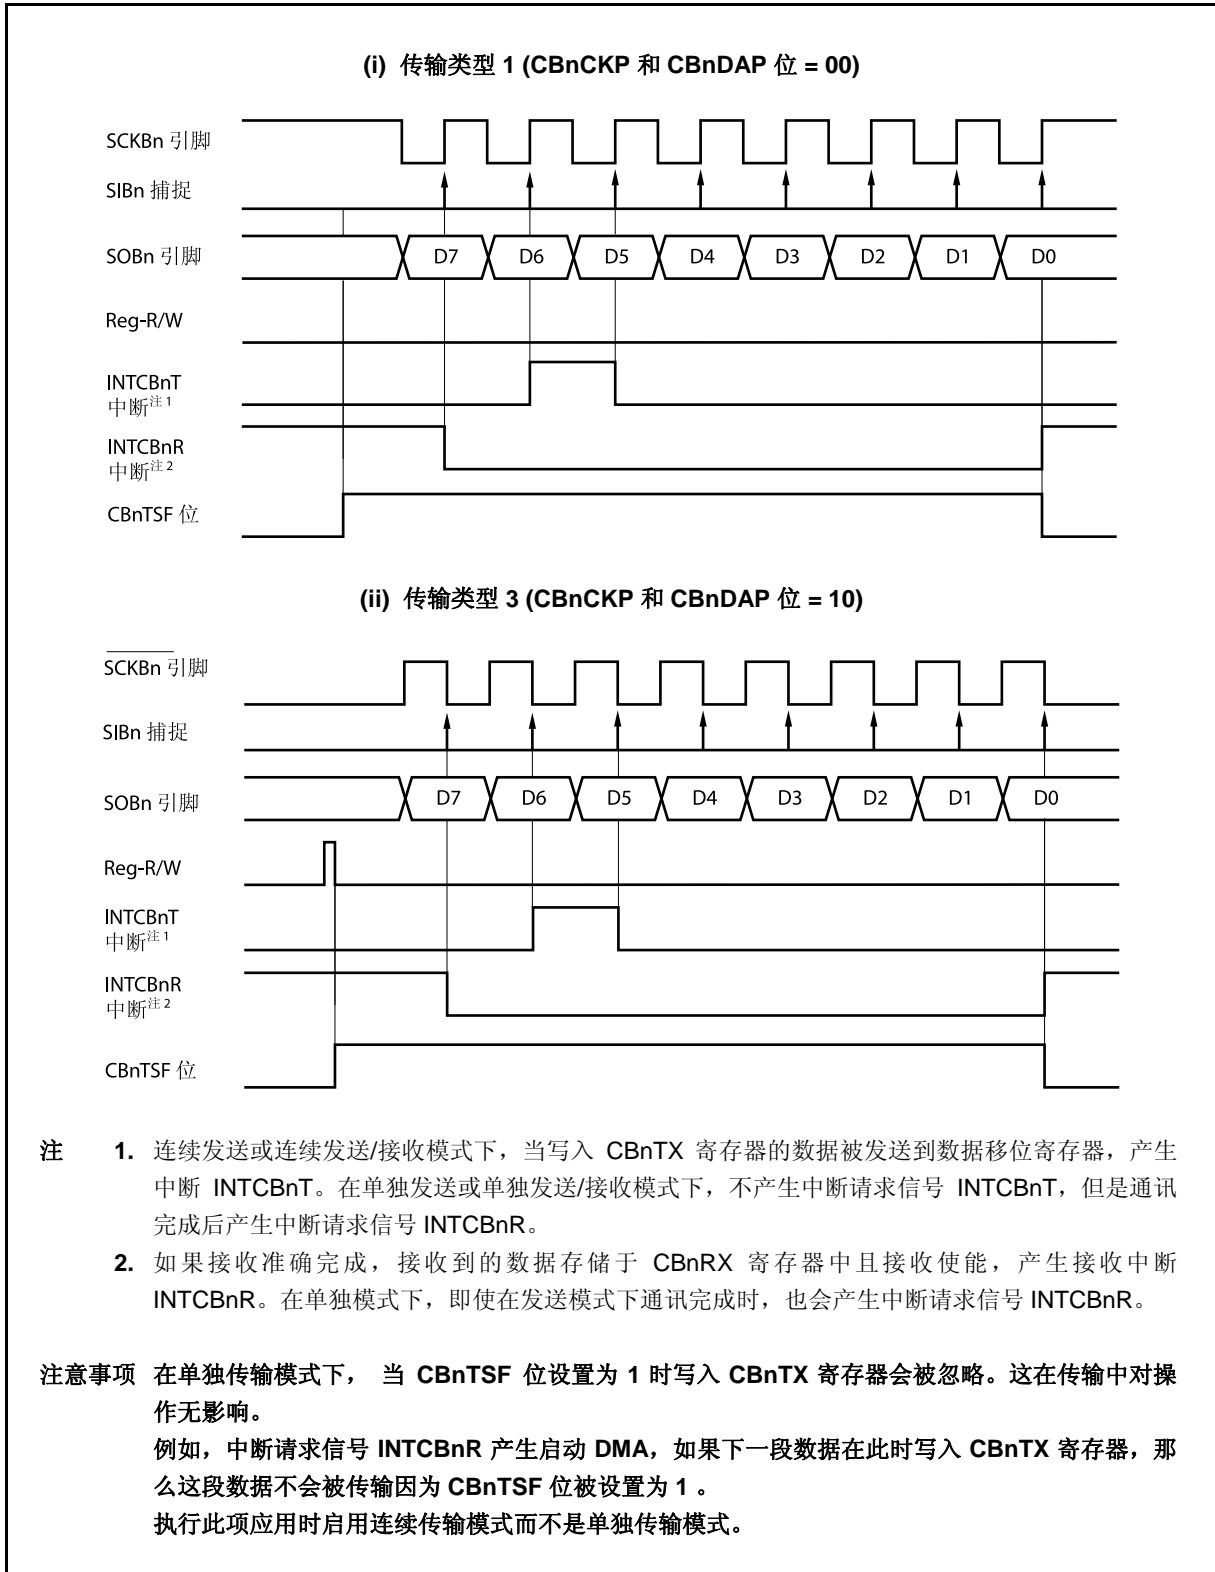 (i) 传输类型 1 (CBnCKP 和 CBnDAP 位 = 00)
SCKBn 引脚
SIBn 捕捉
SOBn 引脚
D7 D6 D5 D4 D3 D2 D1 D0
Reg-R/W
INTCBnT
中断注 1
INTCBnR
中断注 2
CBnTSF 位
(ii) 传输类型 3 (CBnCKP 和 CBnDAP 位 = 10)
SCKBn 引脚
SIBn 捕捉
SOBn 引脚
D7 D6 D5 D4 D3 D2 D1 D0
Reg-R/W
INTCBnT
中断注 1
INTCBnR
中断注 2
CBnTSF 位
注 1. 连续发送或连续发送/接收模式下，当写入 CBnTX 寄存器的数据被发送到数据移位寄存器，产生
中断 INTCBnT。在单独发送或单独发送/接收模式下，不产生中断请求信号 INTCBnT，但是通讯
完成后产生中断请求信号 INTCBnR。
2. 如果接收准确完成，接收到的数据存储于 CBnRX 寄存器中且接收使能，产生接收中断
INTCBnR。在单独模式下，即使在发送模式下通讯完成时，也会产生中断请求信号 INTCBnR。
注意事项 在单独传输模式下， 当 CBnTSF 位设置为 1 时写入 CBnTX 寄存器会被忽略。这在传输中对操
作无影响。
例如，中断请求信号 INTCBnR 产生启动 DMA，如果下一段数据在此时写入 CBnTX 寄存器，那
么这段数据不会被传输因为 CBnTSF 位被设置为 1 。
执行此项应用时启用连续传输模式而不是单独传输模式。